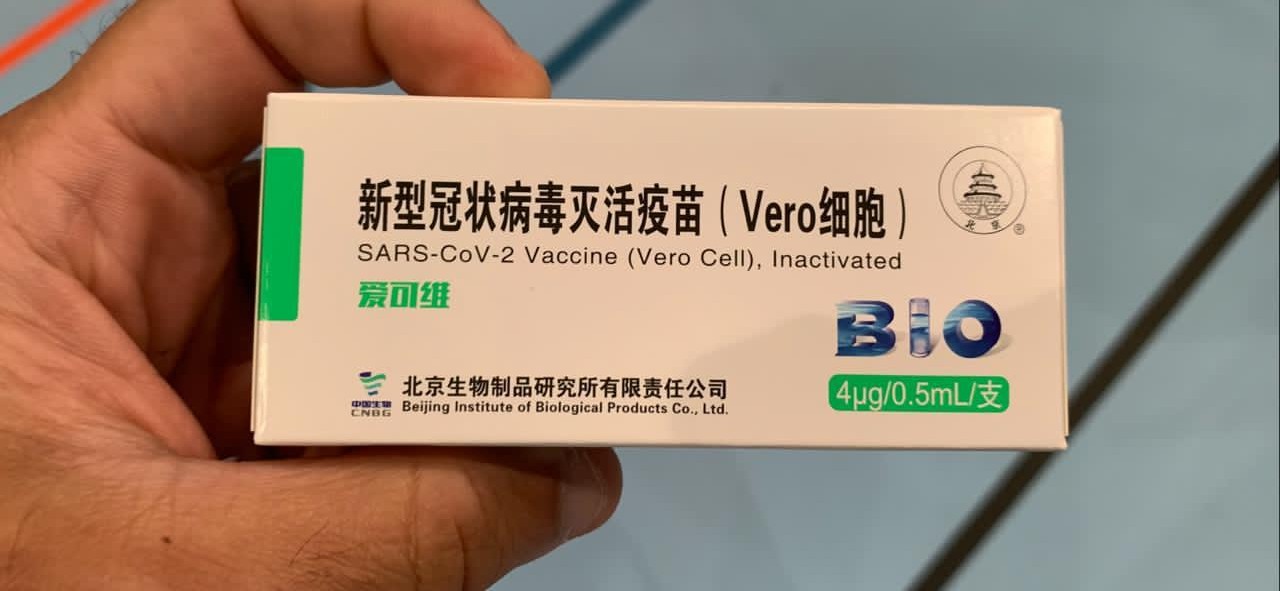 新型冠状病毒灭活疫苗（Vero细胞）
SARS-CoV-2 Vaccine (Vero Cell), Inactivated
爱可维
北京
®
BIO
4μg/0.5mL/支
中国生物
CNBG
北京生物制品研究所有限责任公司
Beijing Institute of Biological Products Co., Ltd.